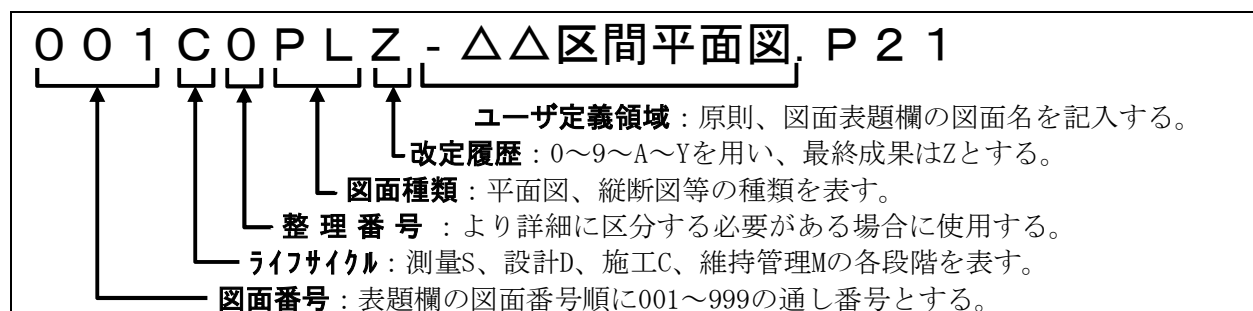 ００１Ｃ０ＰＬＺ-△△区間平面図.Ｐ２１
ユーザ定義領域：原則、図面表題欄の図面名を記入する。
改定履歴：0～9～A～Yを用い、最終成果はZとする。
図面種類：平面図、縦断図等の種類を表す。
整 理 番 号 ：より詳細に区分する必要がある場合に使用する。
ﾗｲﾌｻｲｸﾙ：測量S、設計D、施工C、維持管理Mの各段階を表す。
図面番号：表題欄の図面番号順に001～999の通し番号とする。